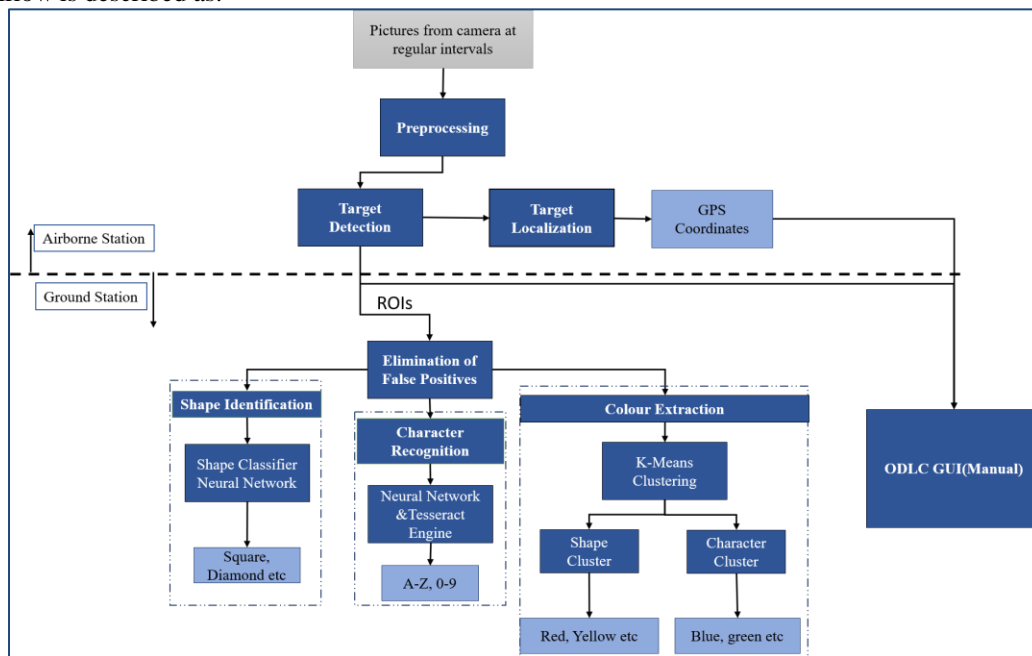 Pictures from camera at
regular intervals
Preprocessing
Target
Detection
Target
Localization
GPS
Coordinates
Airborne Station
Ground Station
ROIs
Elimination of
False Positives
Shape Identification
Shape Classifier
Neural Network
Square,
Diamond etc
Character
Recognition
Neural Network
&Tesseract
Engine
A-Z, 0-9
Colour Extraction
K-Means
Clustering
Shape
Cluster
Character
Cluster
Red, Yellow etc
Blue, green etc
ODLC GUI(Manual)